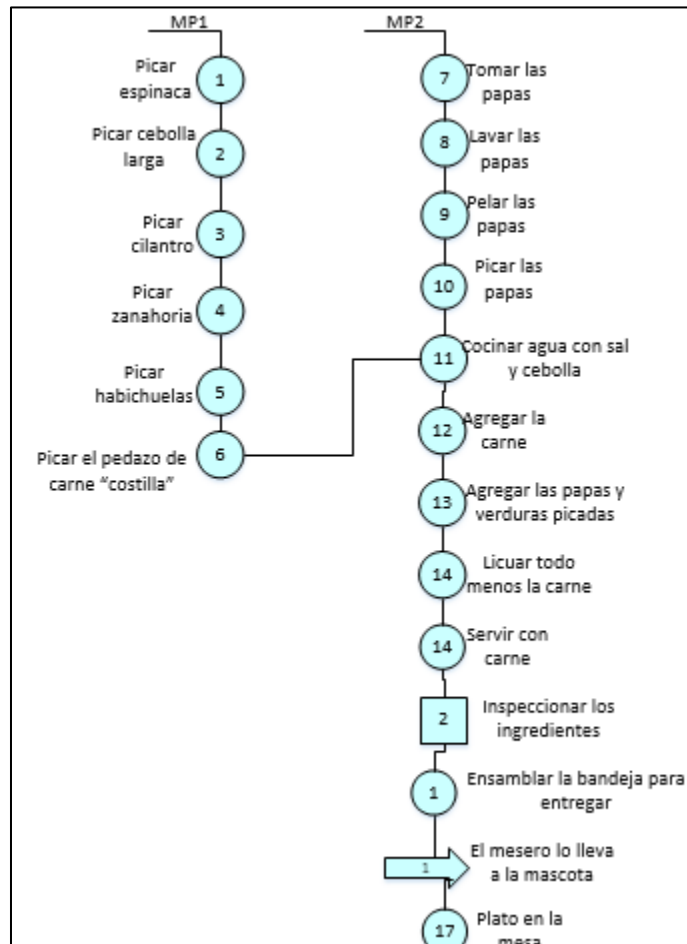 MP1
Picar
espinaca
1
Picar cebolla
larga
2
Picar
cilantro
3
Picar
zanahoria
4
Picar
habichuelas
5
Picar el pedazo de
carne “costilla”
6
MP2
7
Tomar las
papas
8
Lavar las
papas
9
Pelar las
papas
10
Picar las
papas
11
Cocinar agua con sal
y cebolla
12
Agregar la
carne
13
Agregar las papas y
verduras picadas
14
Licuar todo
menos la carne
14
Servir con
carne
2
Inspeccionar los
ingredientes
1
Ensamblar la bandeja para
entregar
1
El mesero lo lleva
a la mascota
17
Plato en la
mesa